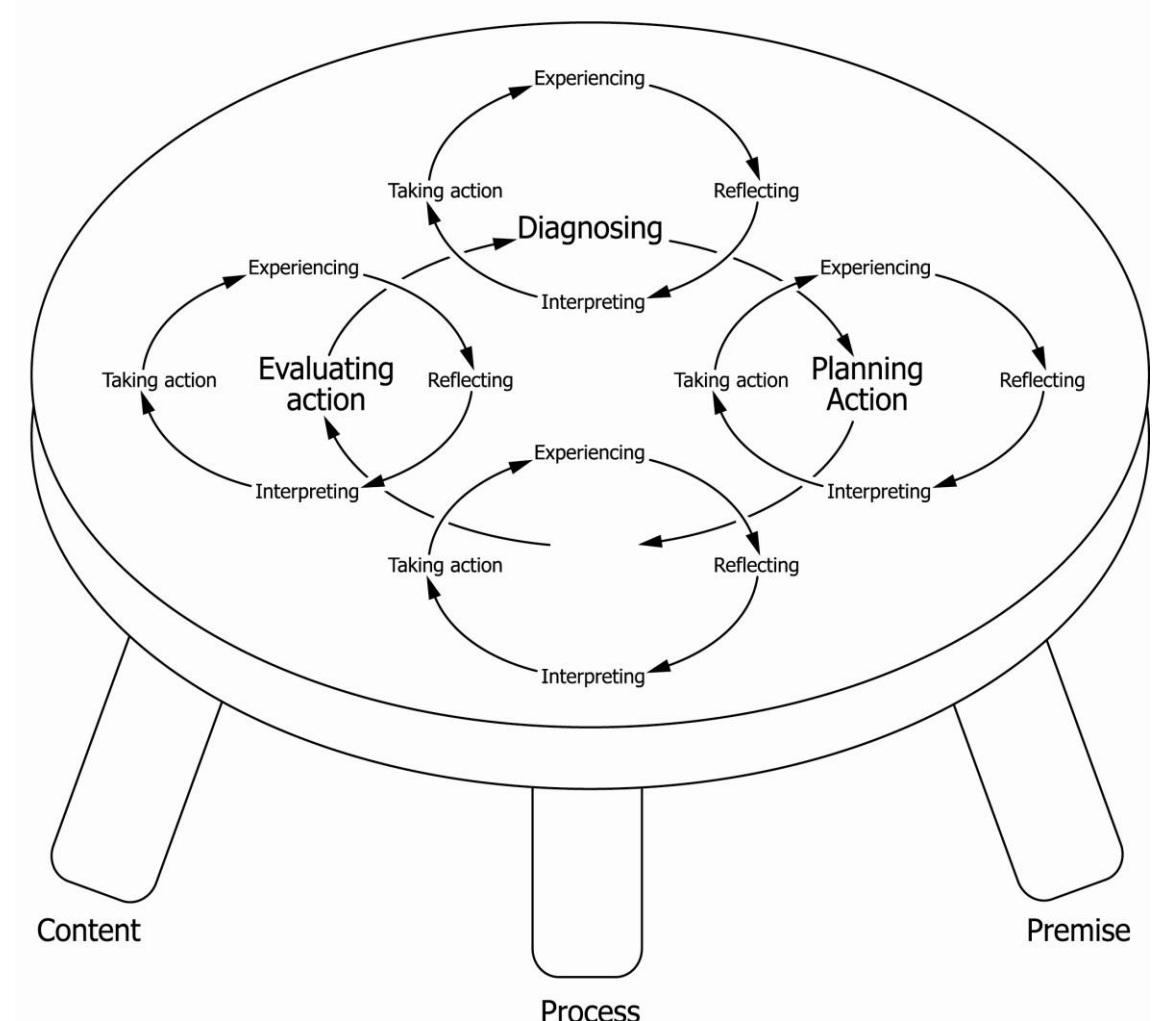 Experiencing
Taking action
Reflecting
Diagnosing
Interpreting
Experiencing
Taking action
Evaluating
action
Reflecting
Interpreting
Experiencing
Taking action
Planning
Action
Reflecting
Interpreting
Experiencing
Taking action
Reflecting
Interpreting
Content
Process
Premise